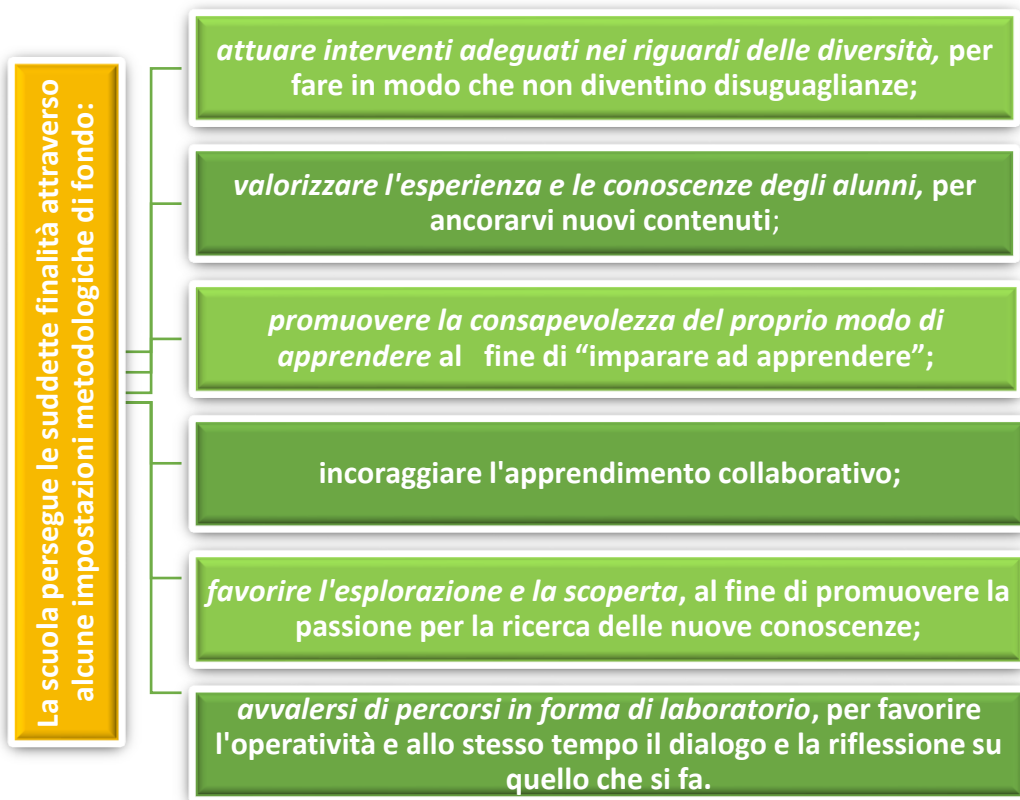 La scuola persegue le suddette finalità attraverso
alcune impostazioni metodologiche di fondo:
attuare interventi adeguati nei riguardi delle diversità, per
fare in modo che non diventino disuguaglianze;
valorizzare l'esperienza e le conoscenze degli alunni, per
ancorarvi nuovi contenuti;
promuovere la consapevolezza del proprio modo di
apprendere al fine di “imparare ad apprendere”;
incoraggiare l'apprendimento collaborativo;
favorire l'esplorazione e la scoperta, al fine di promuovere la
passione per la ricerca delle nuove conoscenze;
avvalersi di percorsi in forma di laboratorio, per favorire
l'operatività e allo stesso tempo il dialogo e la riflessione su
quello che si fa.